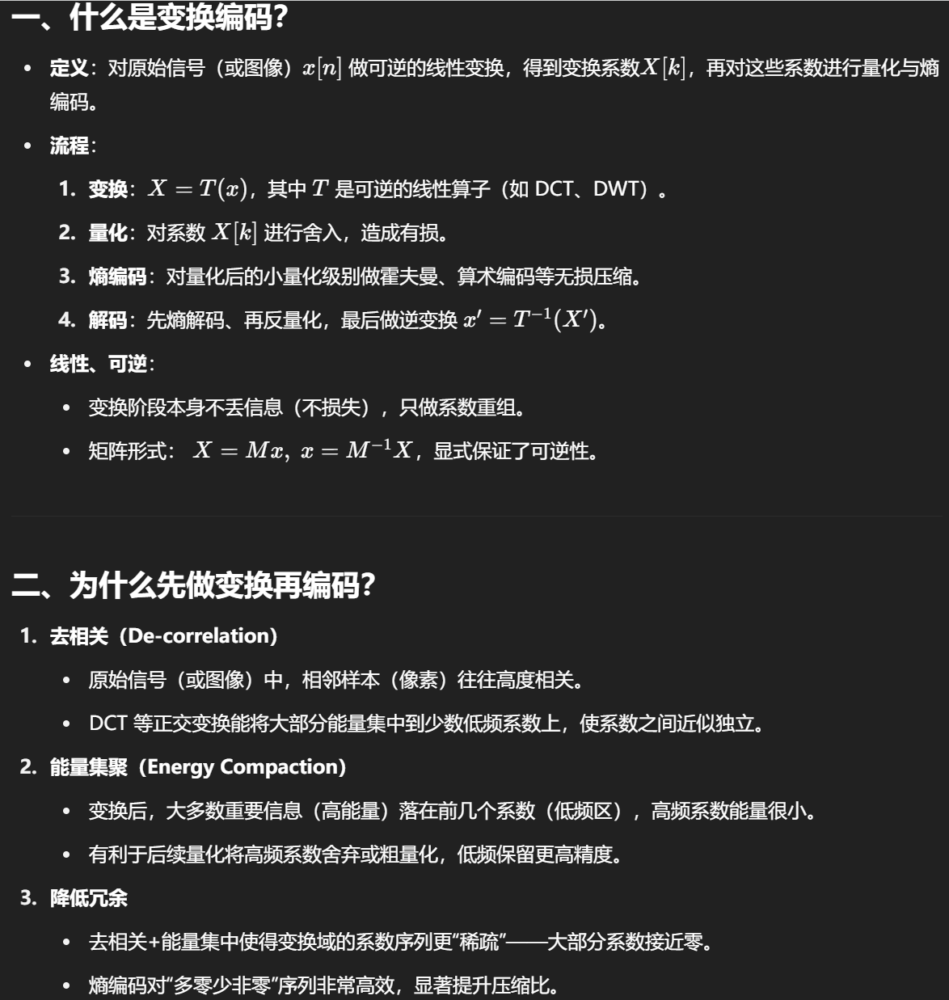 一、什么是变换编码？
• 定义：对原始信号（或图像）x[n] 做可逆的线性变换，得到变换系数X[k]，再对这些系数进行量化与熵
编码。
• 流程：
1. 变换：X = T(x)，其中 T 是可逆的线性算子（如 DCT、DWT）。
2. 量化：对系数 X[k] 进行舍入，造成有损。
3. 熵编码：对量化后的小量化级别做霍夫曼、算术编码等无损压缩。
4. 解码：先熵解码、再反量化，最后做逆变换 x′ = T⁻¹(X′)。
• 线性、可逆：
• 变换阶段本身不丢信息（不损失），只做系数重组。
• 矩阵形式： X = Mx, x = M⁻¹X，显式保证了可逆性。
二、为什么先做变换再编码？
1. 去相关（De-correlation）
• 原始信号（或图像）中，相邻样本（像素）往往高度相关。
• DCT 等正交变换能将大部分能量集中到少数低频系数上，使系数之间近似独立。
2. 能量集聚（Energy Compaction）
• 变换后，大多数重要信息（高能量）落在前几个系数（低频区），高频系数能量很小。
• 有利于后续量化将高频系数舍弃或粗量化，低频保留更高精度。
3. 降低冗余
• 去相关+能量集中使得变换域的系数序列更“稀疏”——大部分系数接近零。
• 熵编码对“多零少非零”序列非常高效，显著提升压缩比。